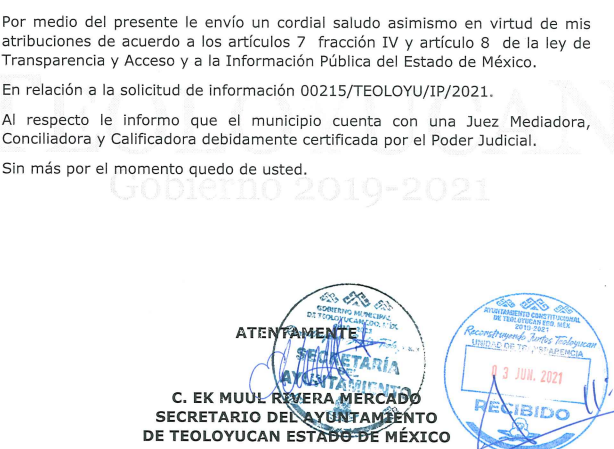 Por medio del presente le envío un cordial saludo asimismo en virtud de mis
atribuciones de acuerdo a los artículos 7 fracción IV y artículo 8 de la ley de
Transparencia y Acceso y a la Información Pública del Estado de México.
En relación a la solicitud de información 00215/TEOLOYU/IP/2021.
Al respecto le informo que el municipio cuenta con una Juez Mediadora,
Conciliadora y Calificadora debidamente certificada por el Poder Judicial.
TEOLOYUCAN
Sin más por el momento quedo de usted.
Gobierno 2019-2021
ATENTAMENTE
GOBIERNO MUNICIPAL
DE TEOLOYUCAN EDO. MEX.
SECRETARÍA
AYUNTAMIENTO
C. EK MUUL RIVERA MERCADO
SECRETARIO DEL AYUNTAMIENTO
DE TEOLOYUCAN ESTADO DE MÉXICO
AYUNTAMIENTO CONSTITUCIONAL
DE TEOLOYUCAN EDO. MEX
2019-2021
Reconstruyendo Juntos Teoloyucan
UNIDAD DE TRANSPARENCIA
03 JUN. 2021
RECIBIDO